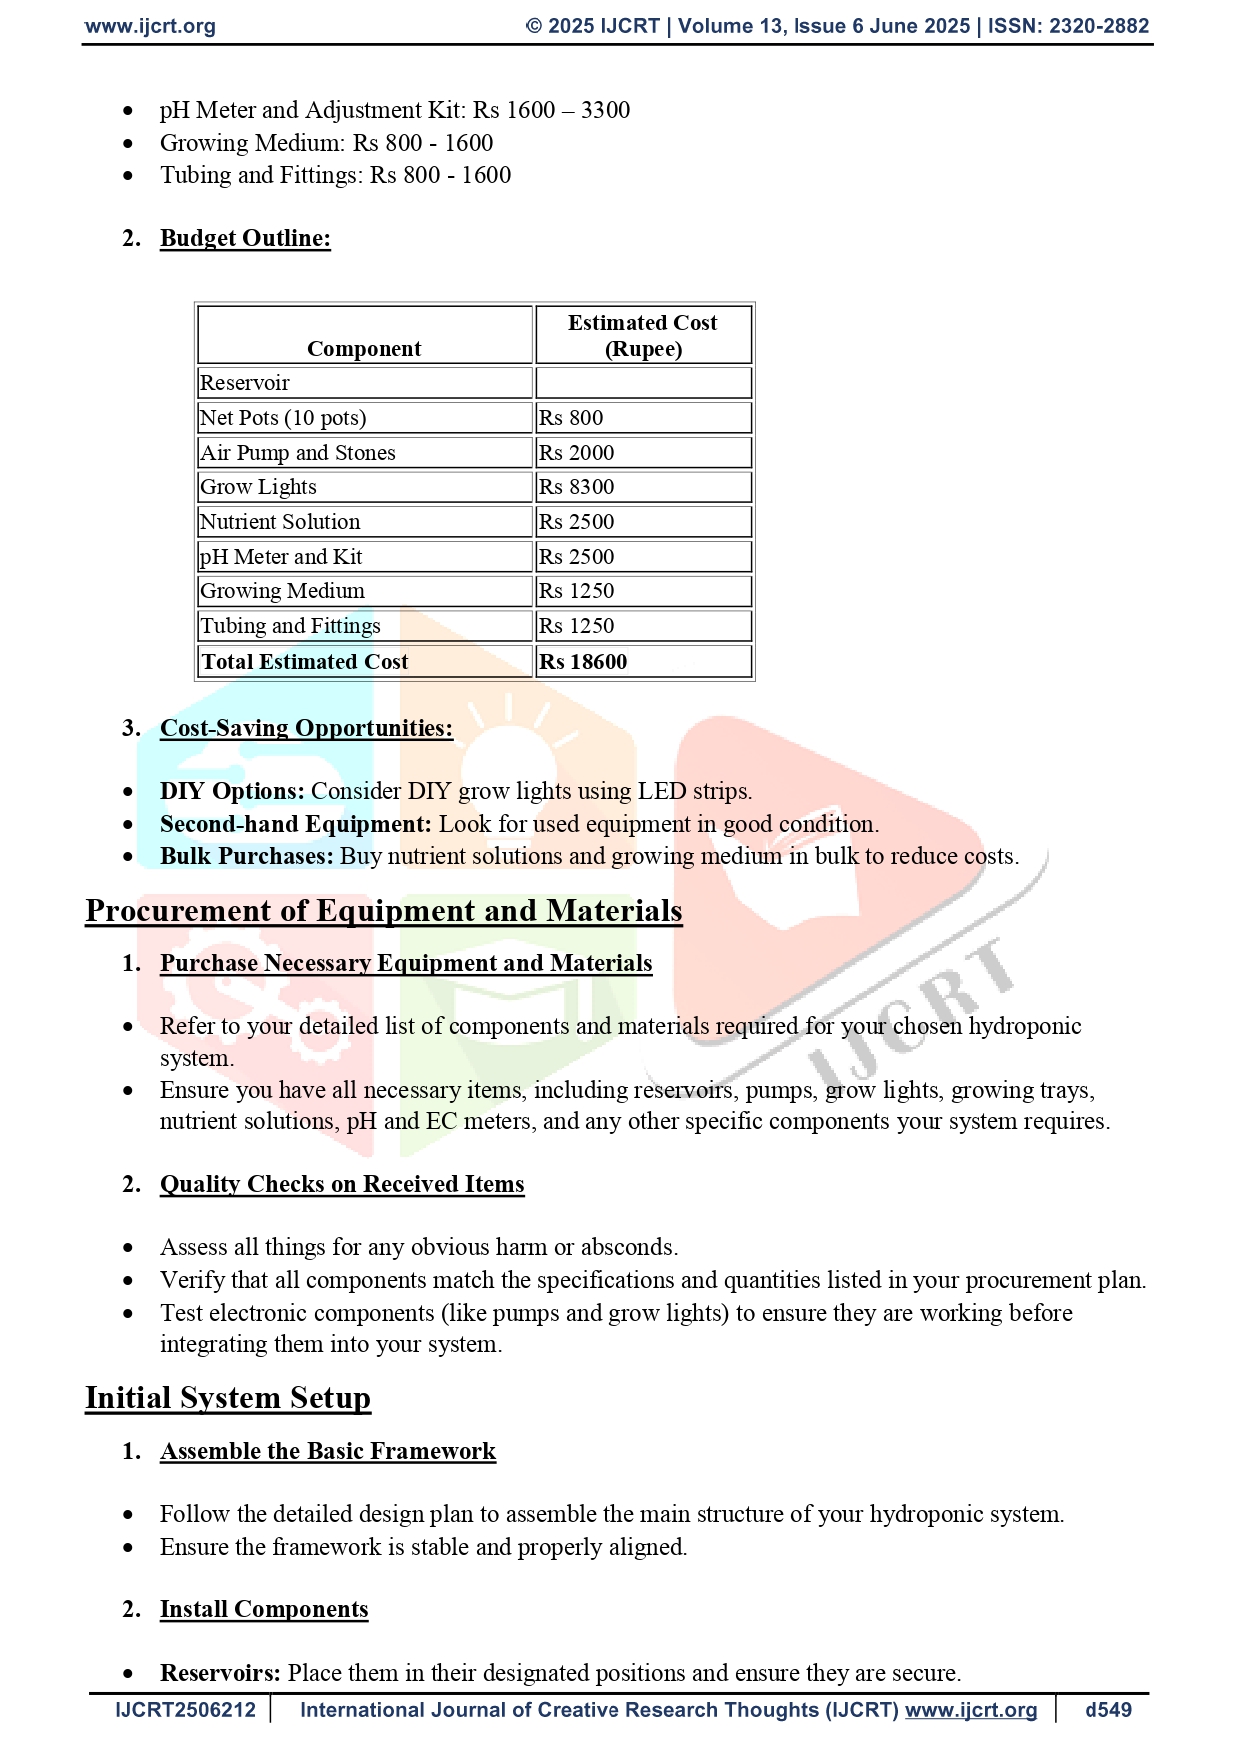 www.ijcrt.org © 2025 IJCRT | Volume 13, Issue 6 June 2025 | ISSN: 2320-2882
• pH Meter and Adjustment Kit: Rs 1600 – 3300
• Growing Medium: Rs 800 - 1600
• Tubing and Fittings: Rs 800 - 1600
2. Budget Outline:
Component Estimated Cost (Rupee)
Reservoir
Net Pots (10 pots) Rs 800
Air Pump and Stones Rs 2000
Grow Lights Rs 8300
Nutrient Solution Rs 2500
pH Meter and Kit Rs 2500
Growing Medium Rs 1250
Tubing and Fittings Rs 1250
Total Estimated Cost Rs 18600
3. Cost-Saving Opportunities:
• DIY Options: Consider DIY grow lights using LED strips.
• Second-hand Equipment: Look for used equipment in good condition.
• Bulk Purchases: Buy nutrient solutions and growing medium in bulk to reduce costs.
Procurement of Equipment and Materials
1. Purchase Necessary Equipment and Materials
• Refer to your detailed list of components and materials required for your chosen hydroponic
system.
• Ensure you have all necessary items, including reservoirs, pumps, grow lights, growing trays,
nutrient solutions, pH and EC meters, and any other specific components your system requires.
IJCRT
2. Quality Checks on Received Items
• Assess all things for any obvious harm or absconds.
• Verify that all components match the specifications and quantities listed in your procurement plan.
• Test electronic components (like pumps and grow lights) to ensure they are working before
integrating them into your system.
Initial System Setup
1. Assemble the Basic Framework
• Follow the detailed design plan to assemble the main structure of your hydroponic system.
• Ensure the framework is stable and properly aligned.
2. Install Components
• Reservoirs: Place them in their designated positions and ensure they are secure.
IJCRT2506212 International Journal of Creative Research Thoughts (IJCRT) www.ijcrt.org d549